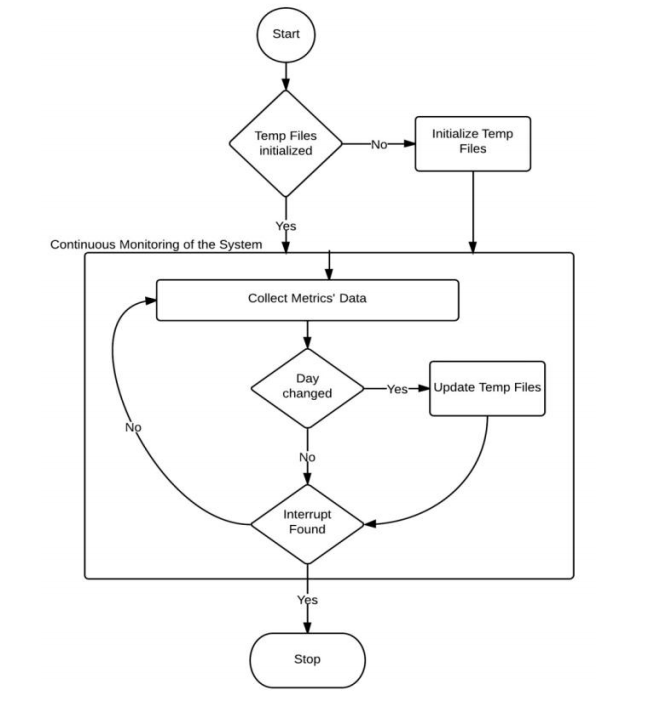 Start
Temp Files
initialized
No
Initialize Temp
Files
Yes
Continuous Monitoring of the System
Collect Metrics' Data
Day
changed
Yes
Update Temp Files
No
No
Interrupt
Found
Yes
Stop